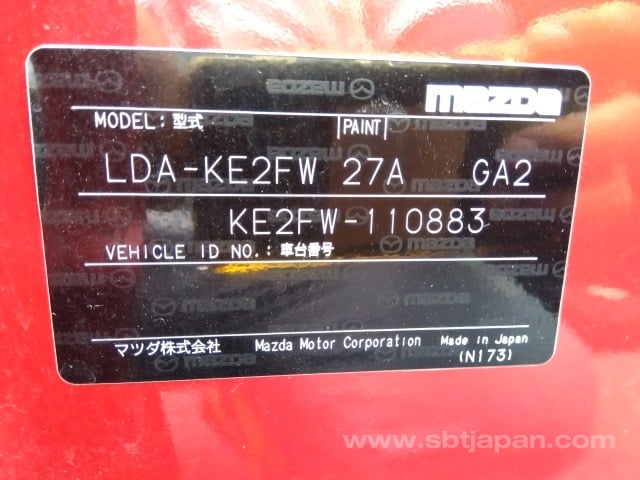 mazda
MODEL: 型式 PAINT
LDA-KE2FW 27A GA2
KE2FW-110883
VEHICLE ID NO.: 車台番号
マツダ株式会社 Mazda Motor Corporation Made in Japan
(N173)
www.sbtjapan.com